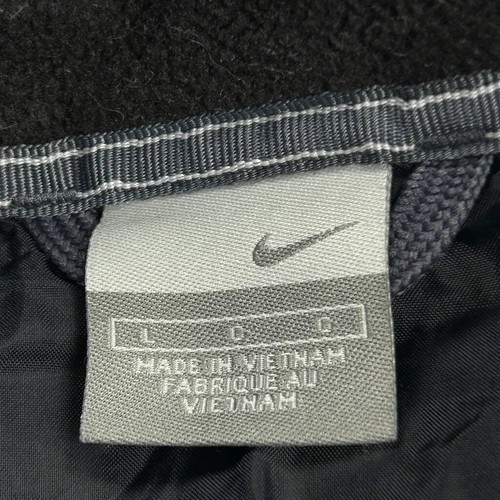 L G G
MADE IN VIETNAM
FABRIQUE AU
VIETNAM